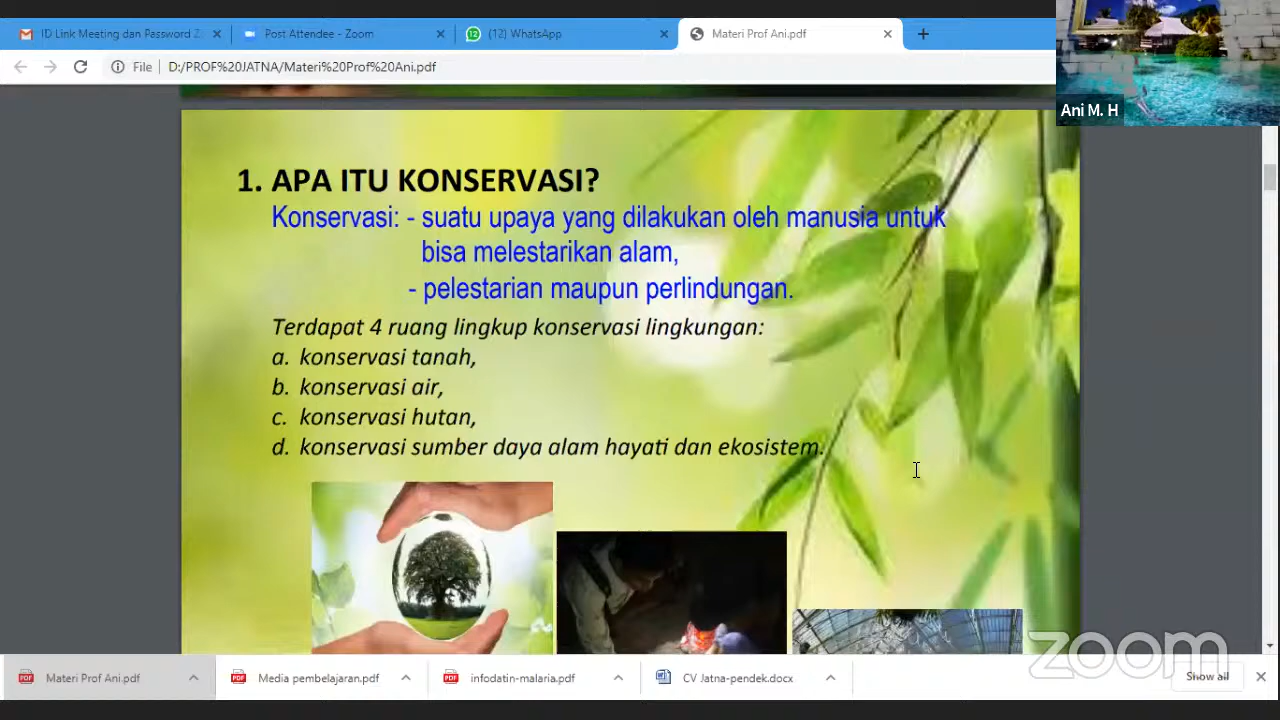 ID Link Meeting dan Password Z
Post Attendee - Zoom
(12) WhatsApp
Materi Prof Ani.pdf
File
D:/PROF%20JATNA/Materi%20Prof%20Ani.pdf
Ani M. H
1. APA ITU KONSERVASI?
Konservasi: - suatu upaya yang dilakukan oleh manusia untuk
bisa melestarikan alam,
- pelestarian maupun perlindungan.
Terdapat 4 ruang lingkup konservasi lingkungan:
a. konservasi tanah,
b. konservasi air,
c. konservasi hutan,
d. konservasi sumber daya alam hayati dan ekosistem.
zoom
Materi Prof Ani.pdf
Media pembelajaran.pdf
infodatin-malaria.pdf
CV Jatna-pendek.docx
Show all